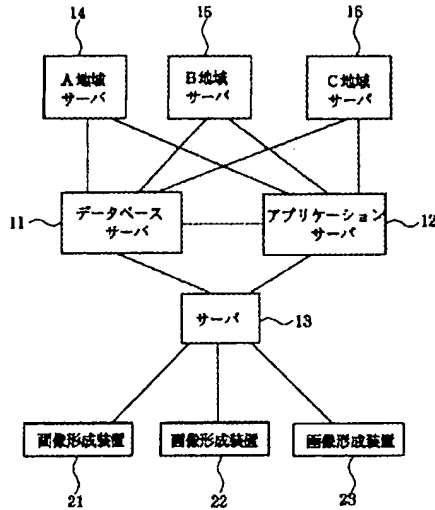 14
15
16
A地域
サーバ
B地域
サーバ
C地域
サーバ
11
データベース
サーバ
アプリケーション
サーバ
12
サーバ
13
画像形成装置
画像形成装置
画像形成装置
21
22
23